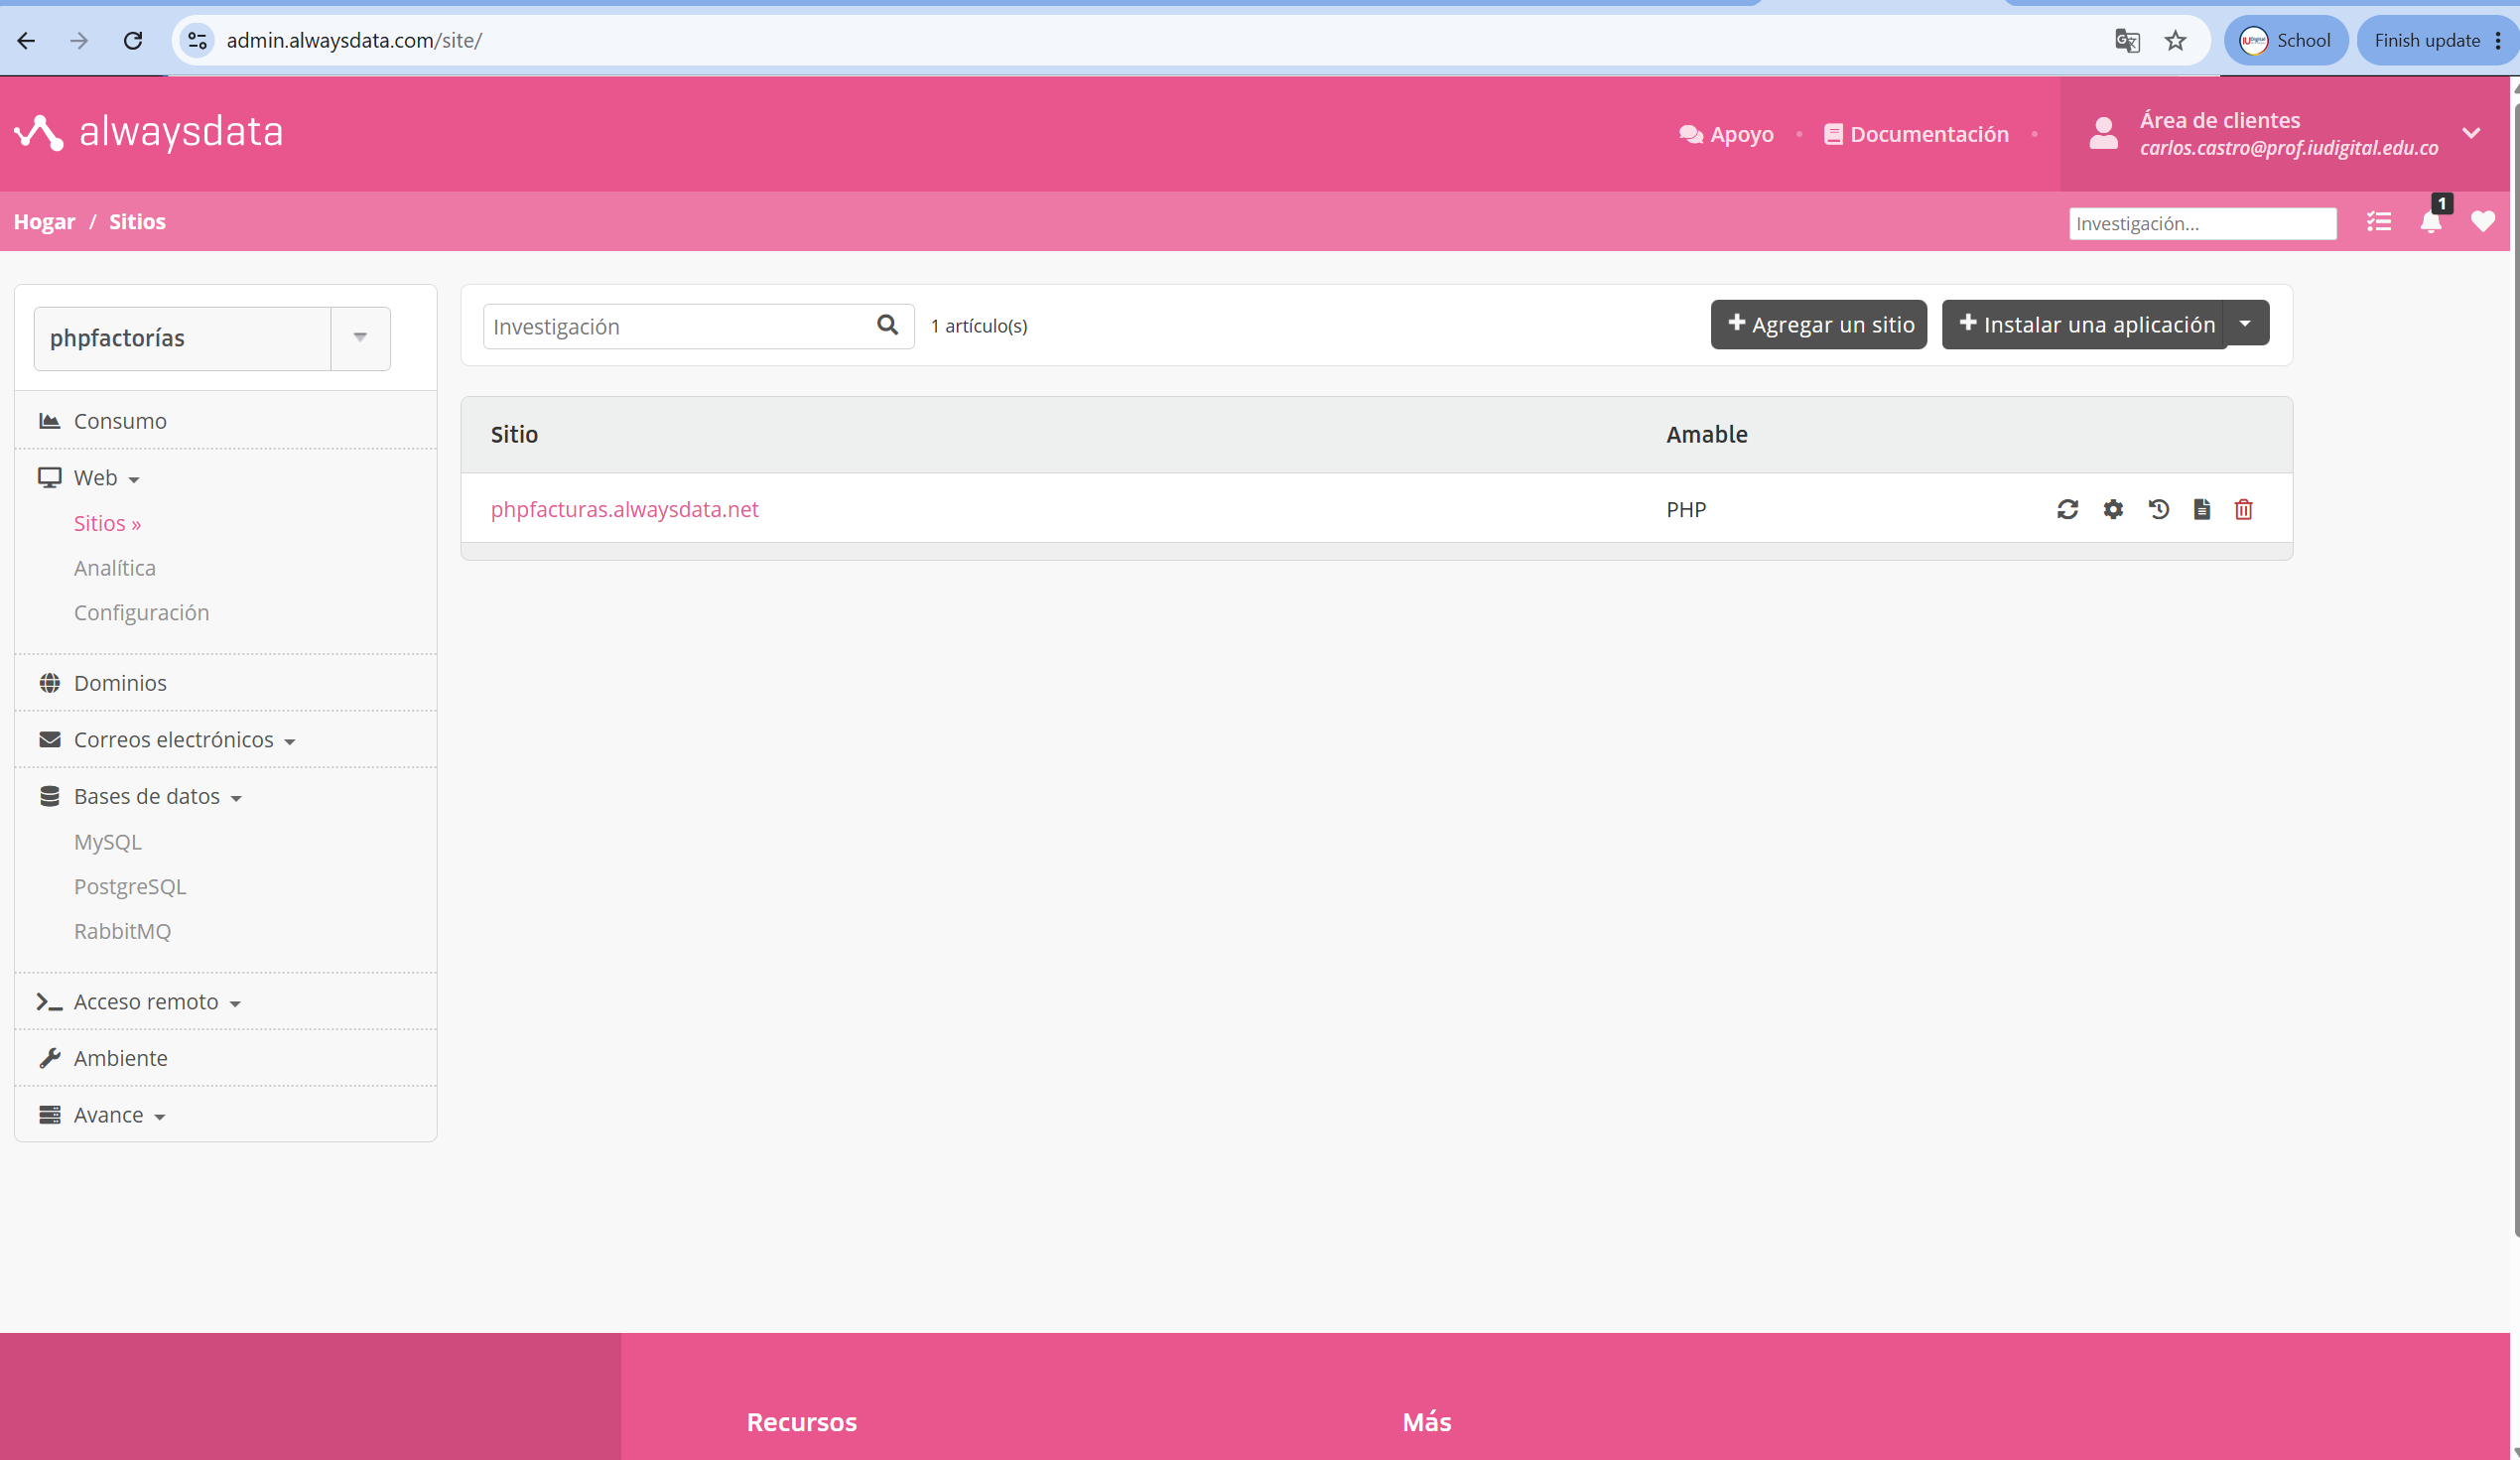 admin.alwaysdata.com/site/
School
Finish update
alwaysdata
Apoyo
Documentación
Área de clientes
carlos.castro@prof.iudigital.edu.co
Hogar / Sitios
Investigación...
1
phpfactorías
Investigación
1 artículo(s)
Agregar un sitio
Instalar una aplicación
Consumo
Web
Sitios »
Analítica
Configuración
Dominios
Correos electrónicos
Bases de datos
MySQL
PostgreSQL
RabbitMQ
Acceso remoto
Ambiente
Avance
Sitio Amable
phpfacturas.alwaysdata.net PHP
Recursos
Más